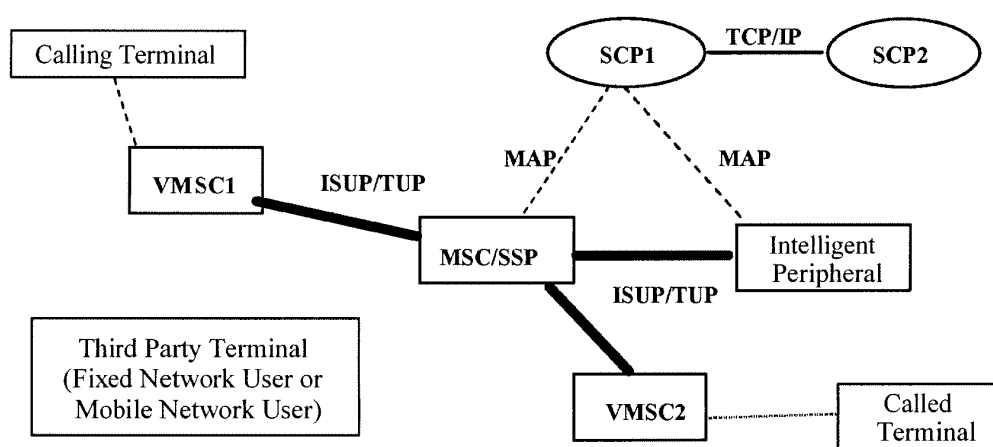 Calling Terminal
SCP1
TCP/IP
SCP2
MAP
MAP
VMSC1
ISUP/TUP
MSC/SSP
Intelligent
Peripheral
ISUP/TUP
Third Party Terminal
(Fixed Network User or
Mobile Network User)
VMSC2
Called
Terminal